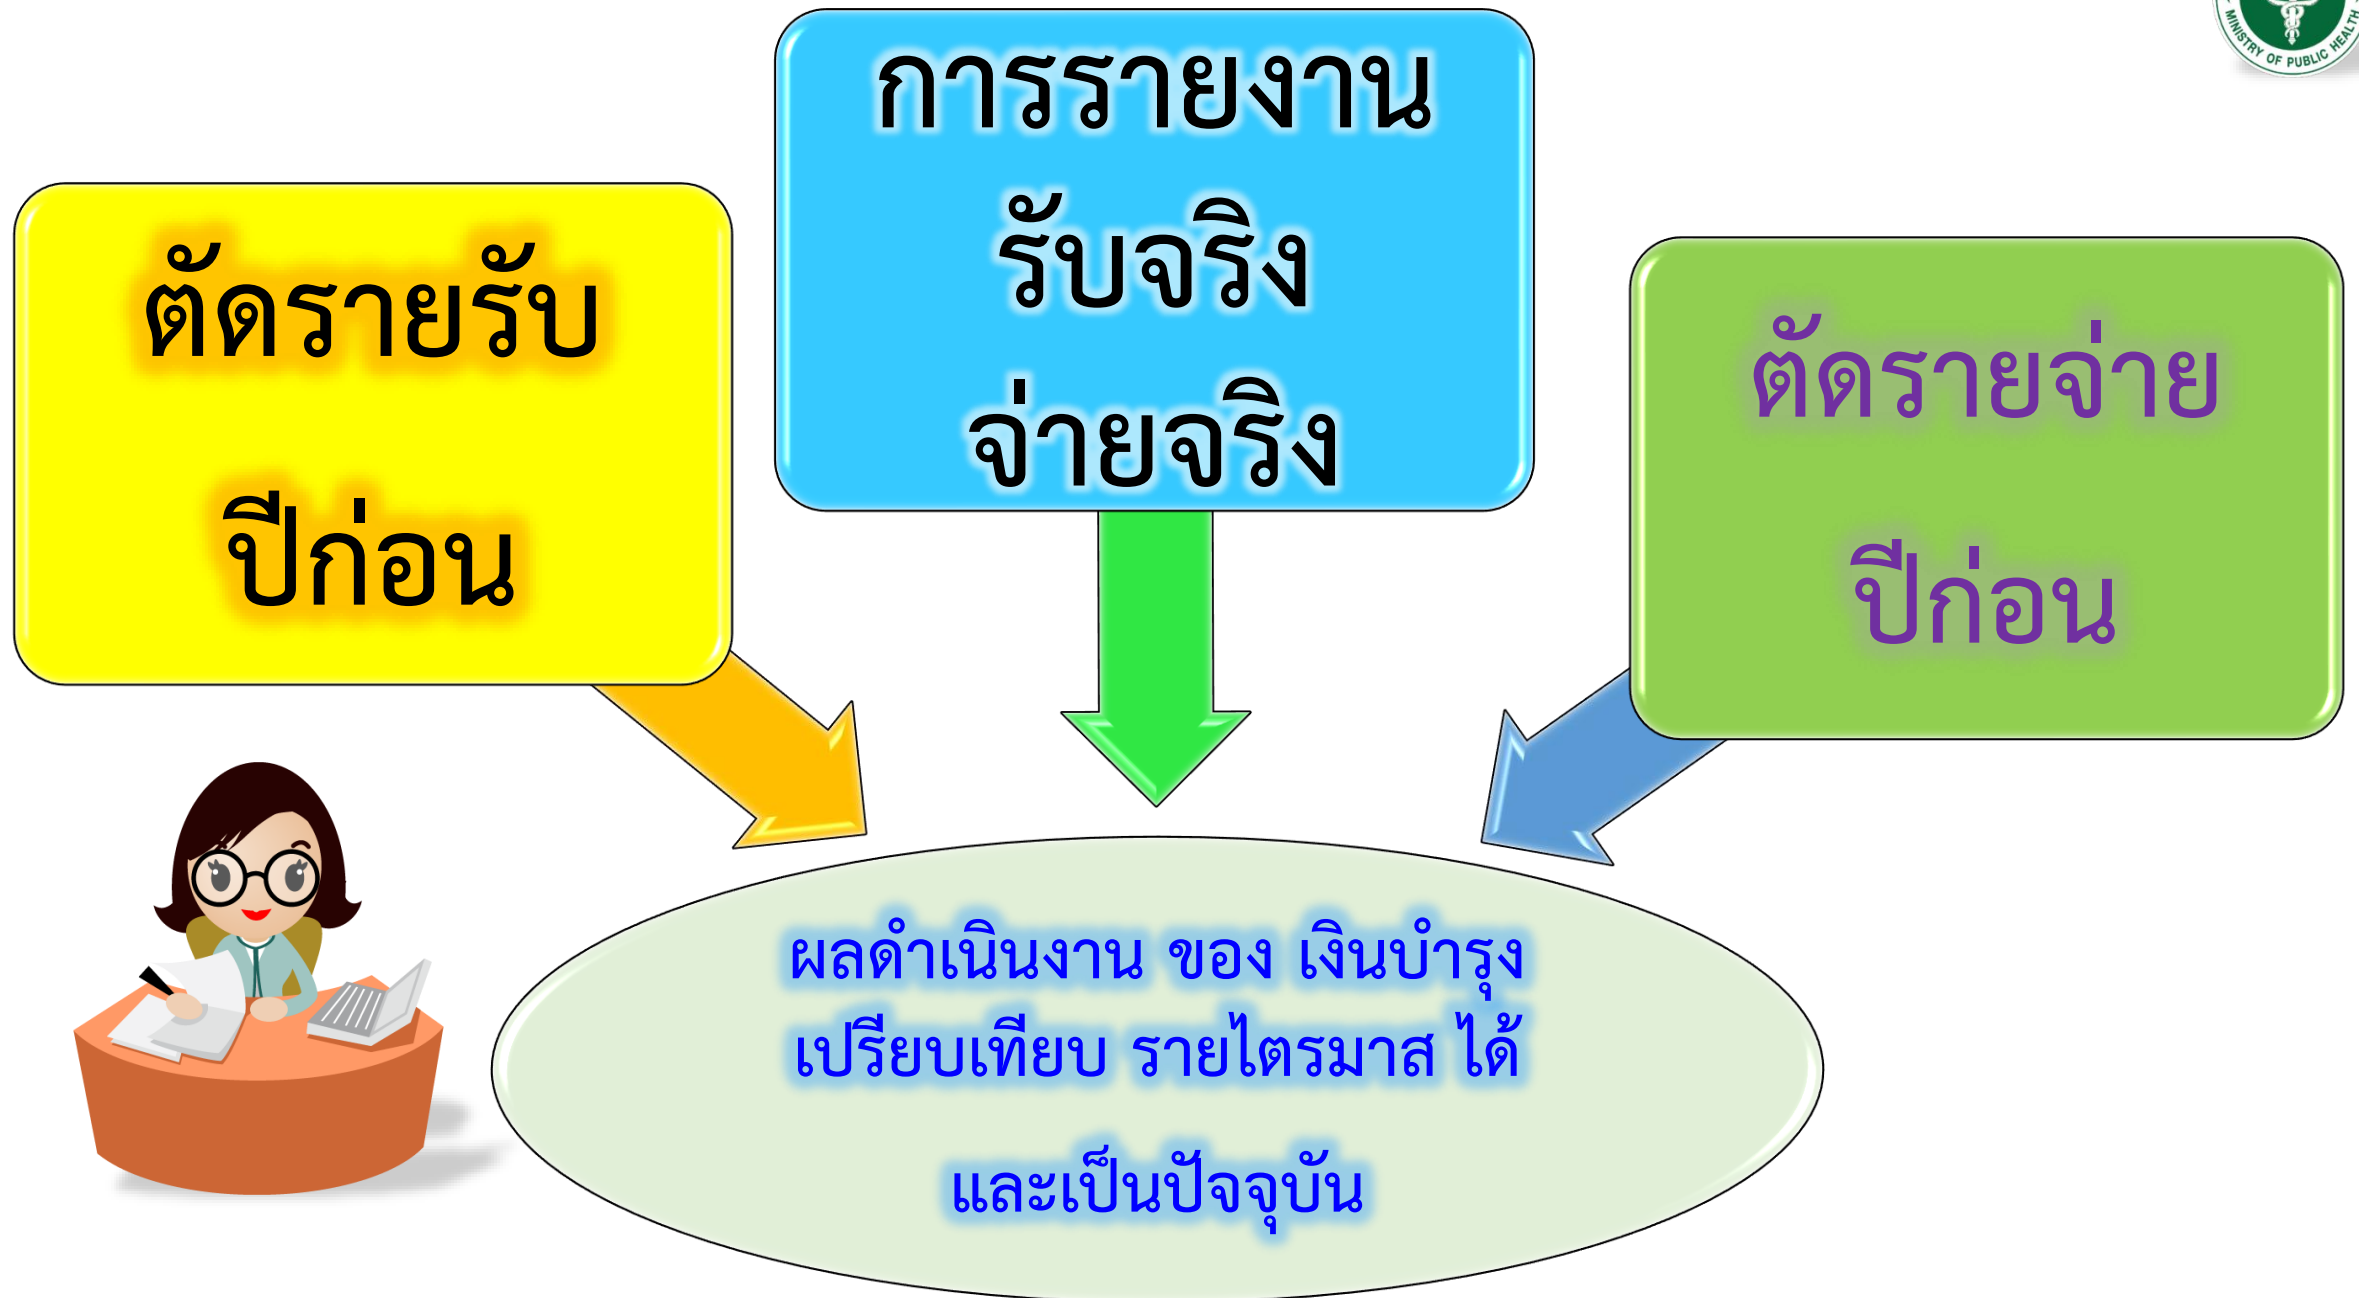 MINISTRY OF PUBLIC HEALTH
การรายงาน
รับจริง
จ่ายจริง
ตัดรายรับ
ปีก่อน
ตัดรายจ่าย
ปีก่อน
ผลดำเนินงาน ของ เงินบำรุง
เปรียบเทียบ รายไตรมาส ได้
และเป็นปัจจุบัน